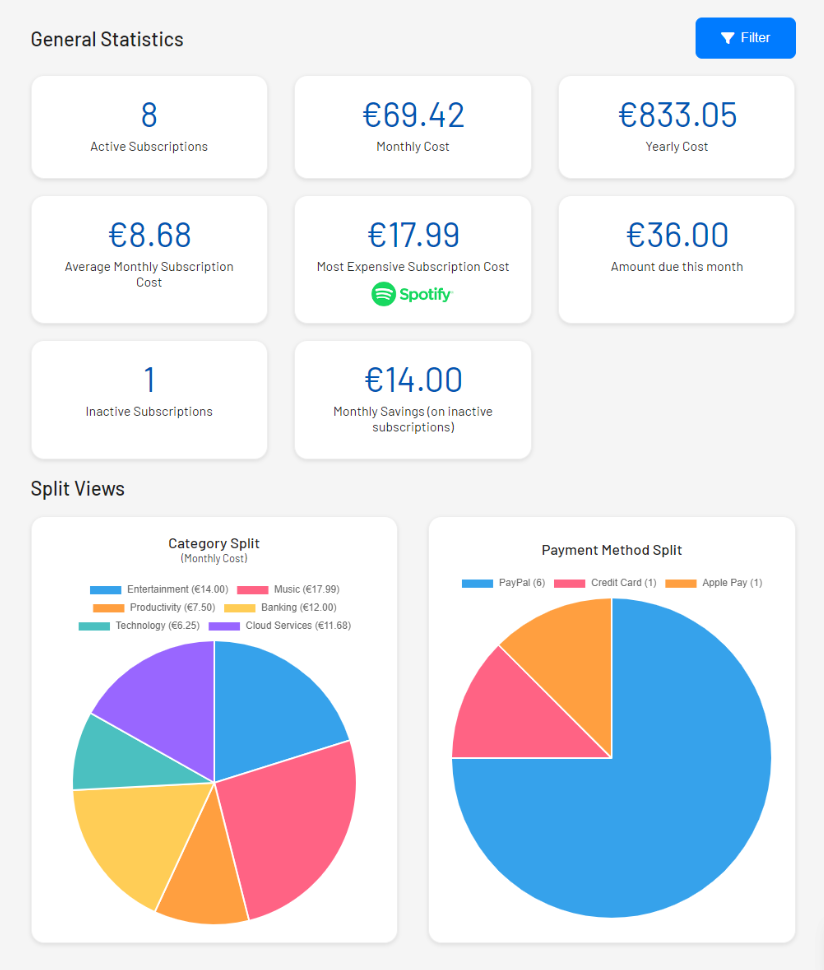 General Statistics
Filter
8
Active Subscriptions
€69.42
Monthly Cost
€833.05
Yearly Cost
€8.68
Average Monthly Subscription
Cost
€17.99
Most Expensive Subscription Cost
Spotify
€36.00
Amount due this month
1
Inactive Subscriptions
€14.00
Monthly Savings (on inactive
subscriptions)
Split Views
Category Split
(Monthly Cost)
Entertainment (€14.00) Music (€17.99)
Productivity (€7.50) Banking (€12.00)
Technology (€6.25) Cloud Services (€11.68)
Payment Method Split
PayPal (6) Credit Card (1) Apple Pay (1)